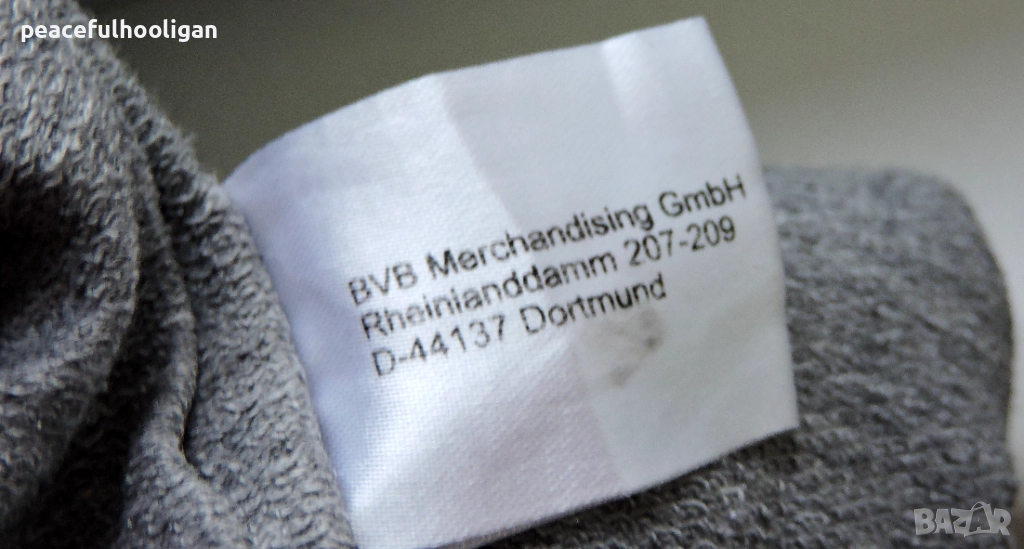 peacefulhooligan
BVB Merchandising GmbH
Rheinlanddamm 207-209
D-44137 Dortmund
BAZAR